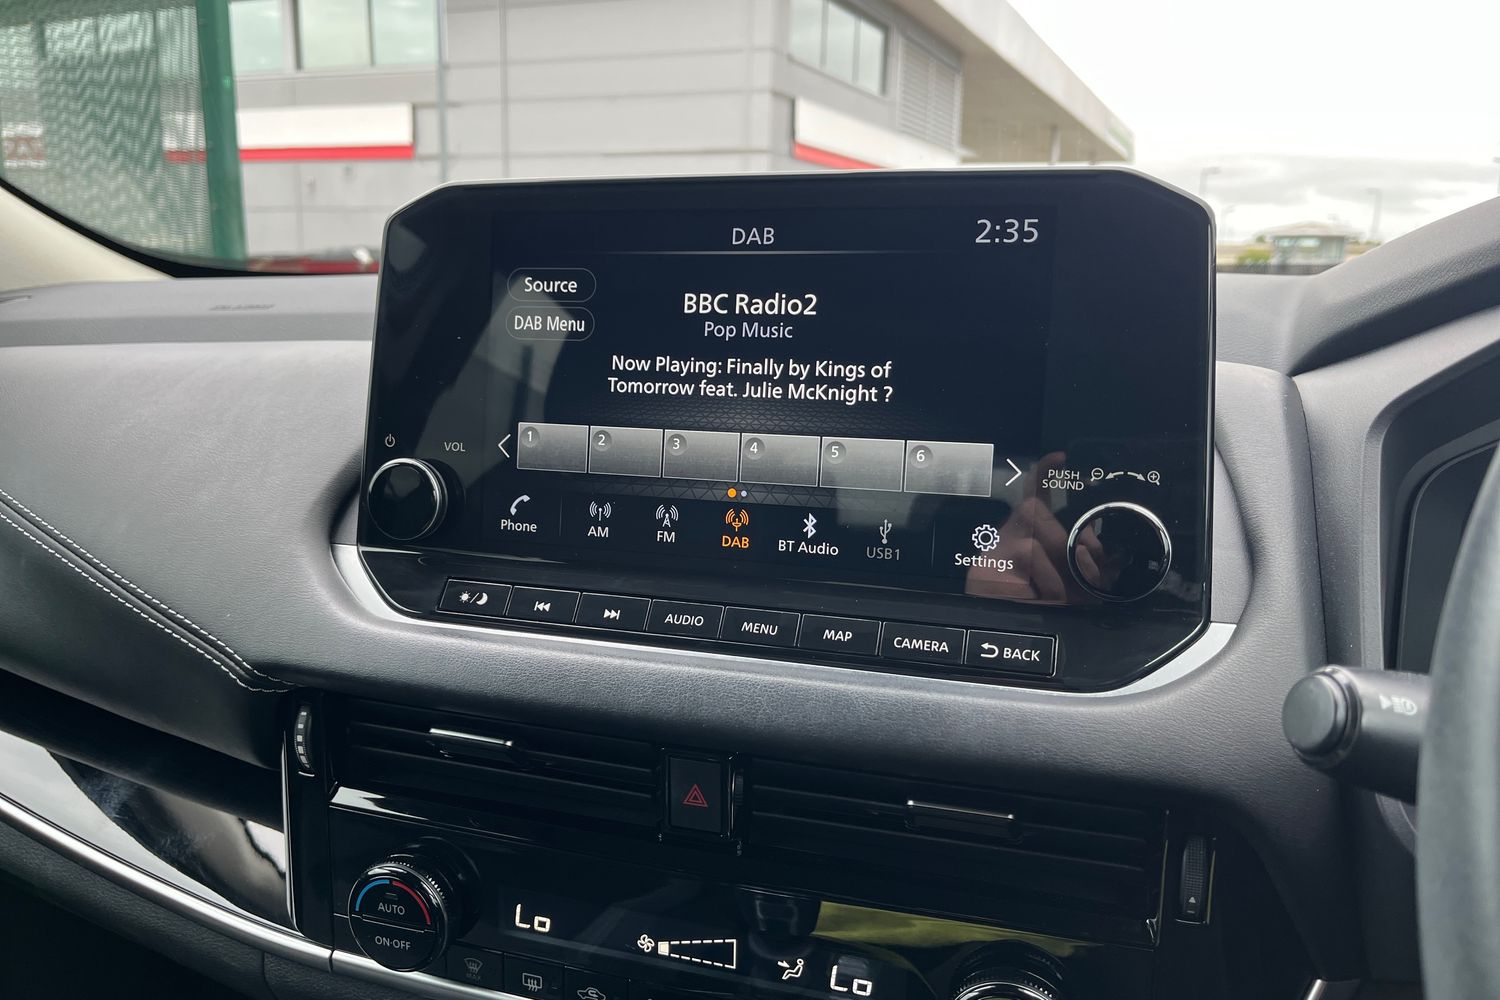 DAB
2:35
Source
DAB Menu
BBC Radio2
Pop Music
Now Playing: Finally by Kings of
Tomorrow feat. Julie McKnight ?
VOL
1 2 3 4 5 6
PUSH
SOUND
Phone
AM
FM
DAB
BT Audio
USB1
Settings
AUDIO
MENU
MAP
CAMERA
BACK
AUTO
ON·OFF
Lo
Lo
MAX